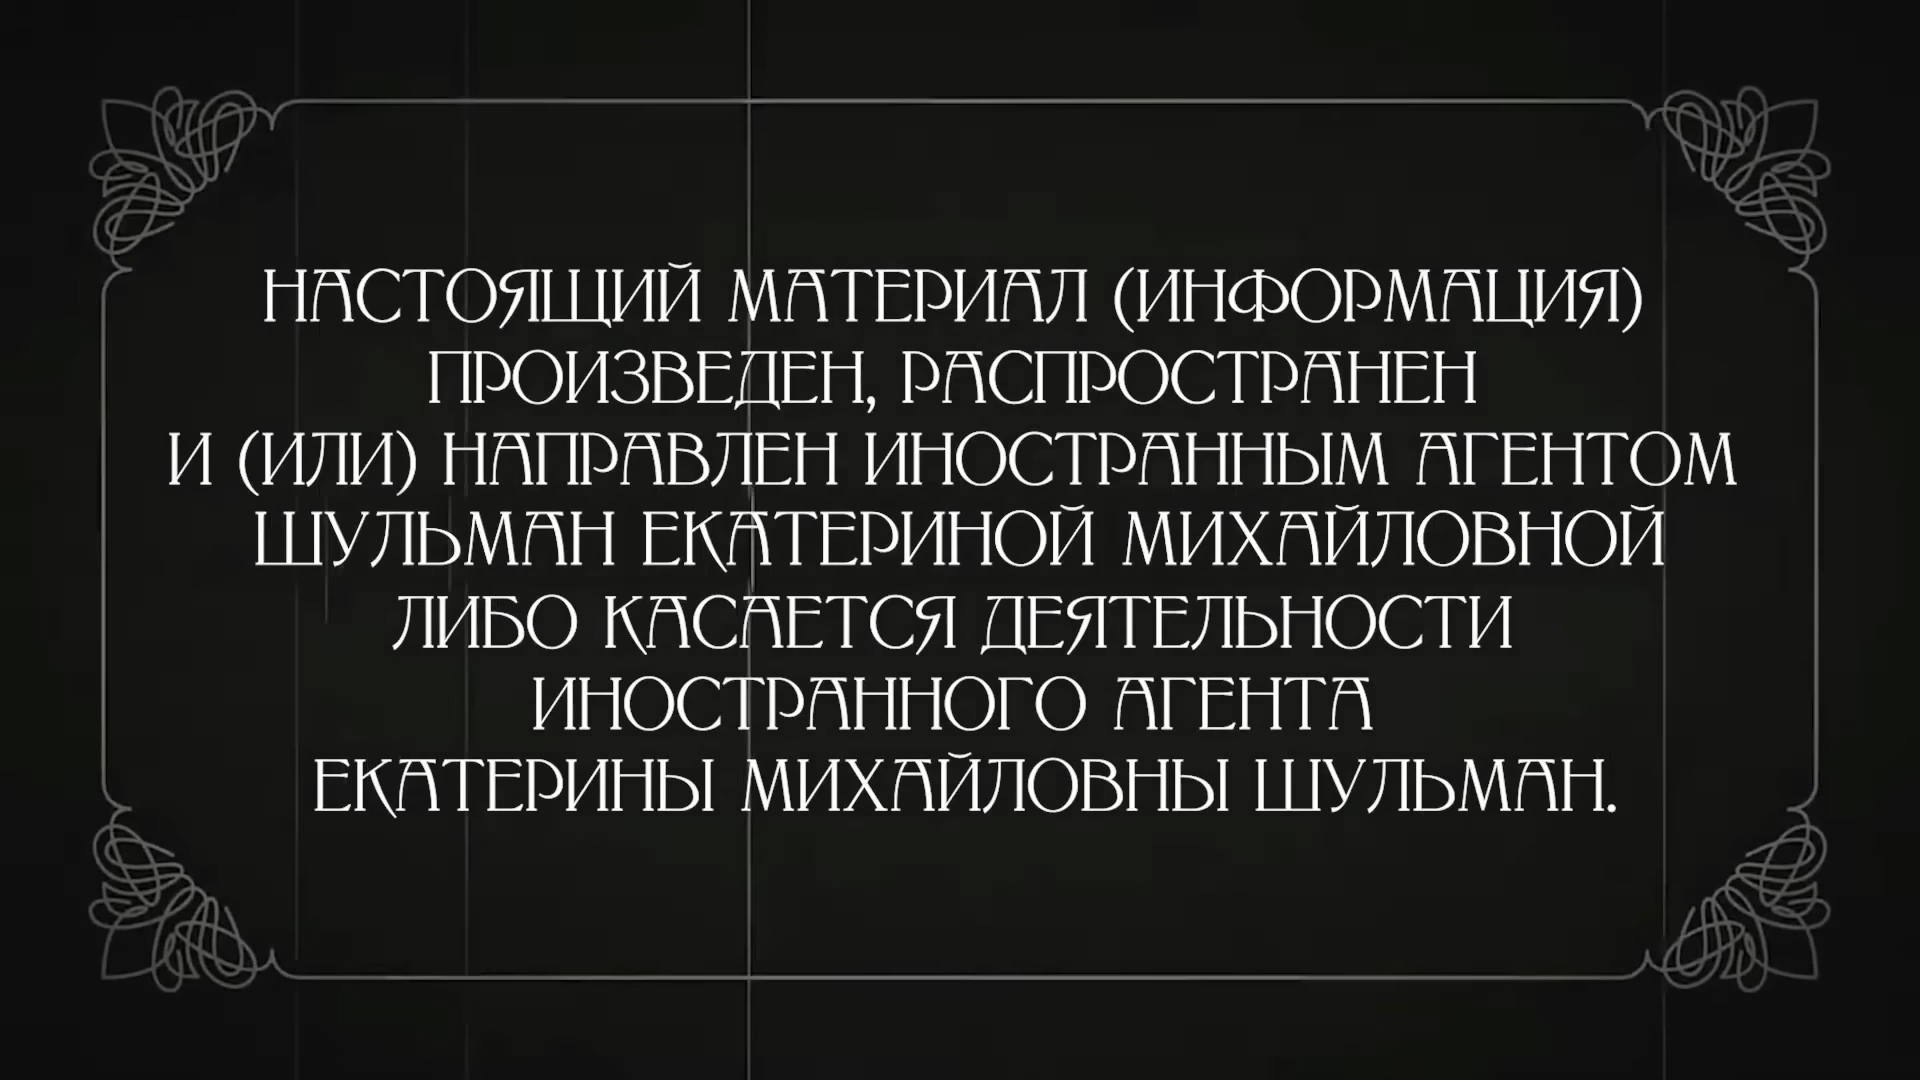 НАСТОЯЩИЙ МАТЕРИАЛ (ИНФОРМАЦИЯ)
ПРОИЗВЕДЕН, РАСПРОСТРАНЕН
И (ИЛИ) НАПРАВЛЕН ИНОСТРАННЫМ АГЕНТОМ
ШУЛЬМАН ЕКАТЕРИНОЙ МИХАЙЛОВНОЙ
ЛИБО КАСАЕТСЯ ДЕЯТЕЛЬНОСТИ
ИНОСТРАННОГО АГЕНТА
ЕКАТЕРИНЫ МИХАЙЛОВНЫ ШУЛЬМАН.